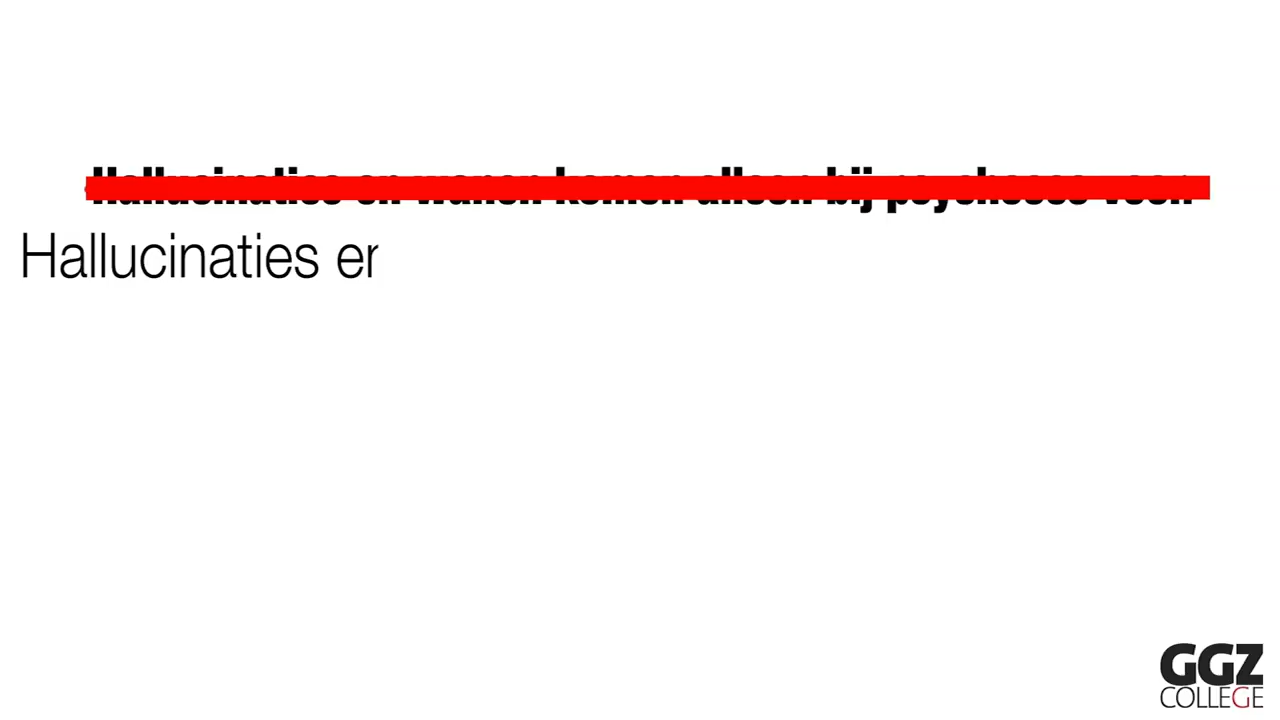 Hallucinaties en wanen komen alleen bij psychoses voor.
Hallucinaties er
GGZ
COLLEGE